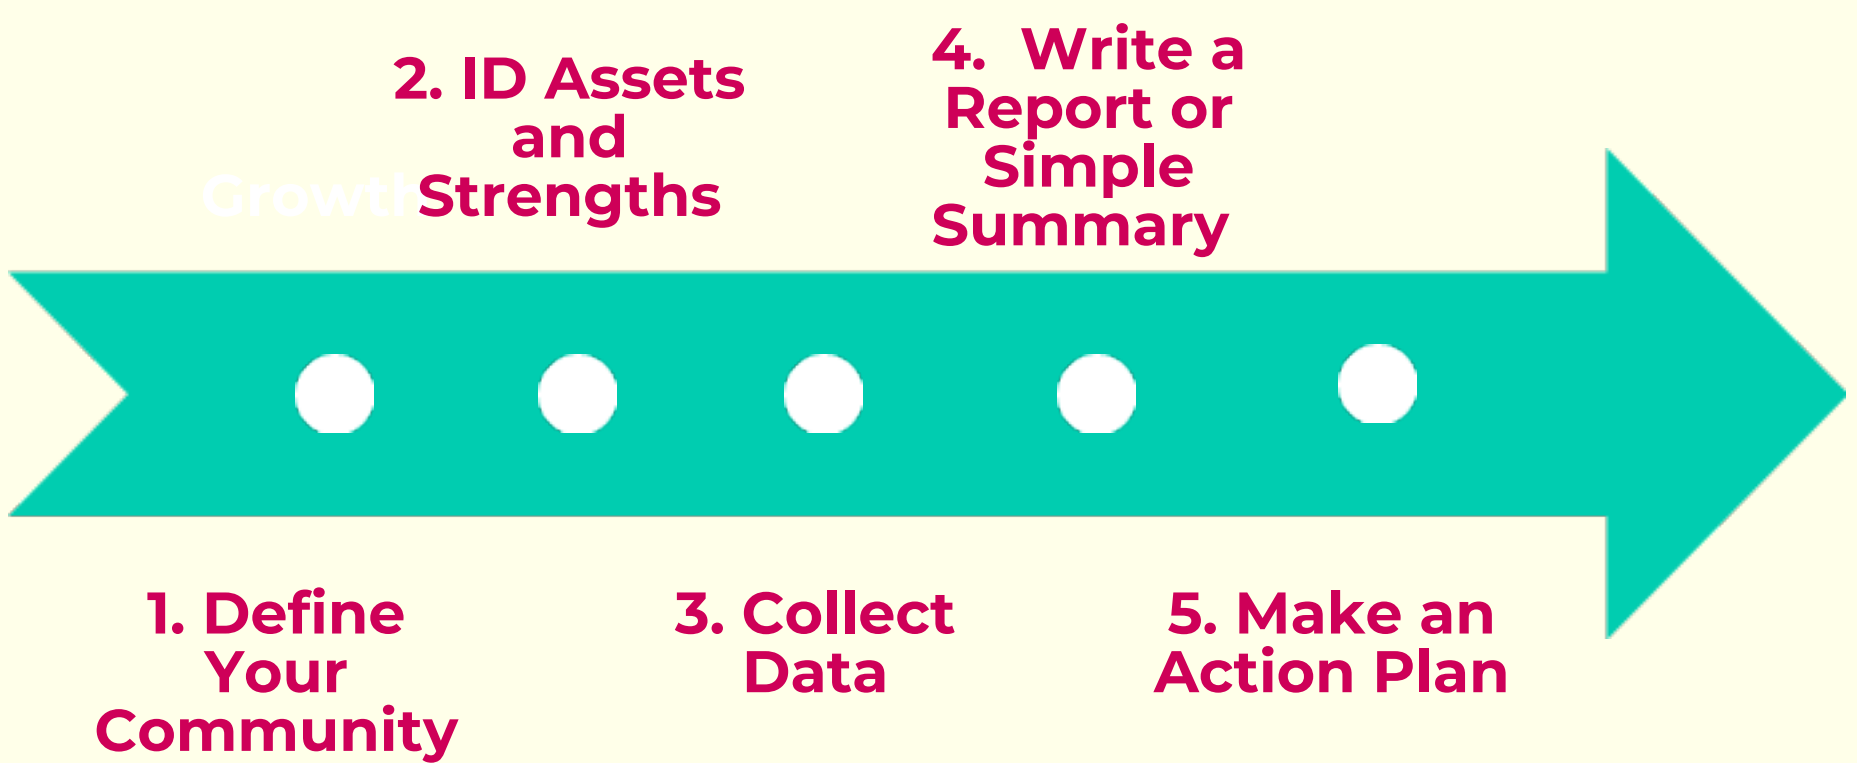 1. Define
Your
Community
2. ID Assets
and
Strengths
Growth
3. Collect
Data
4. Write a
Report or
Simple
Summary
5. Make an
Action Plan